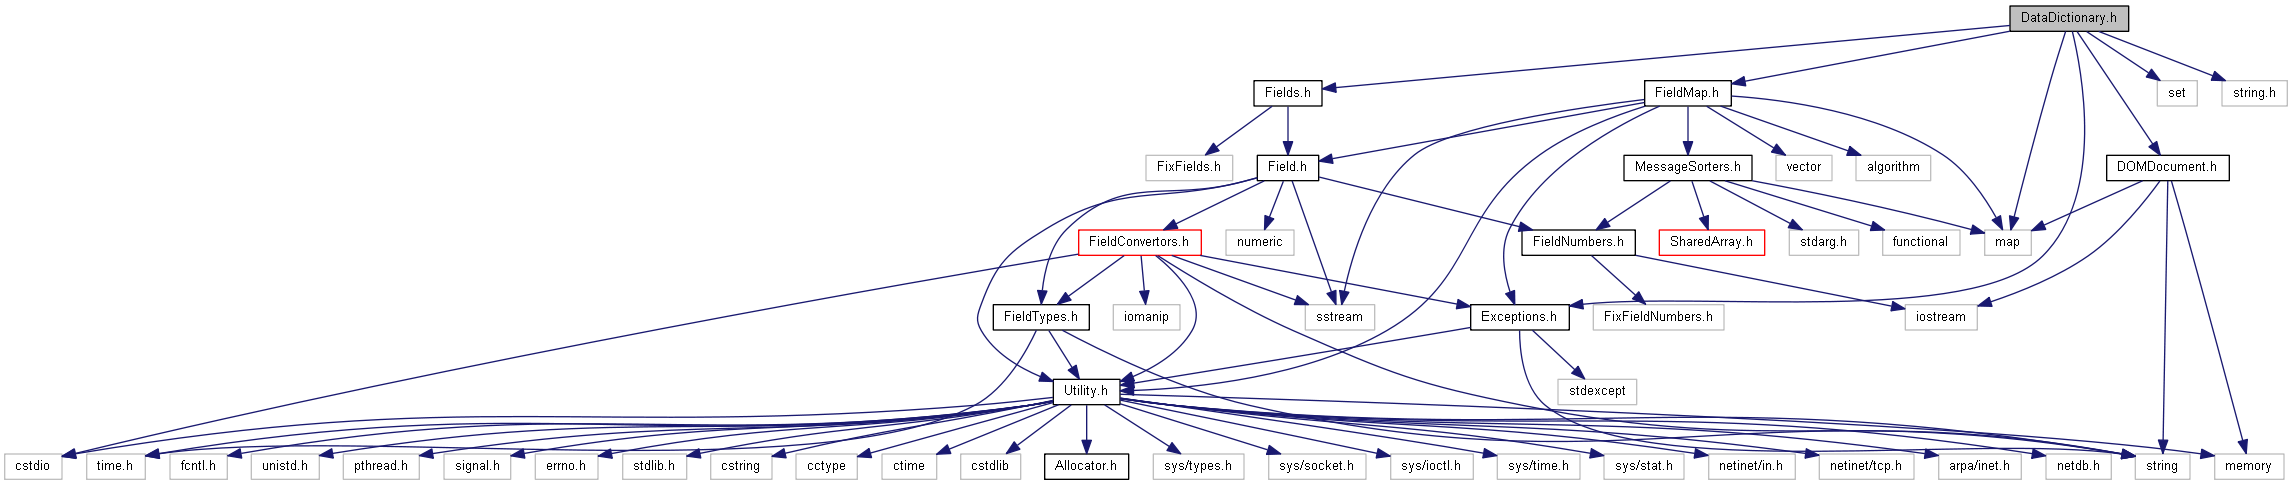 DataDictionary.h
Fields.h
FieldMap.h
set
string.h
FixFields.h
Field.h
MessageSorters.h
vector
algorithm
DOMDocument.h
FieldConvertors.h
numeric
FieldNumbers.h
SharedArray.h
stdarg.h
functional
map
FieldTypes.h
iomanip
sstream
Exceptions.h
FixFieldNumbers.h
iostream
Utility.h
stdexcept
cstdio
time.h
fcntl.h
unistd.h
pthread.h
signal.h
errno.h
stdlib.h
cstring
cctype
ctime
cstdlib
Allocator.h
sys/types.h
sys/socket.h
sys/ioctl.h
sys/time.h
sys/stat.h
netinet/in.h
netinet/tcp.h
arpa/inet.h
netdb.h
string
memory